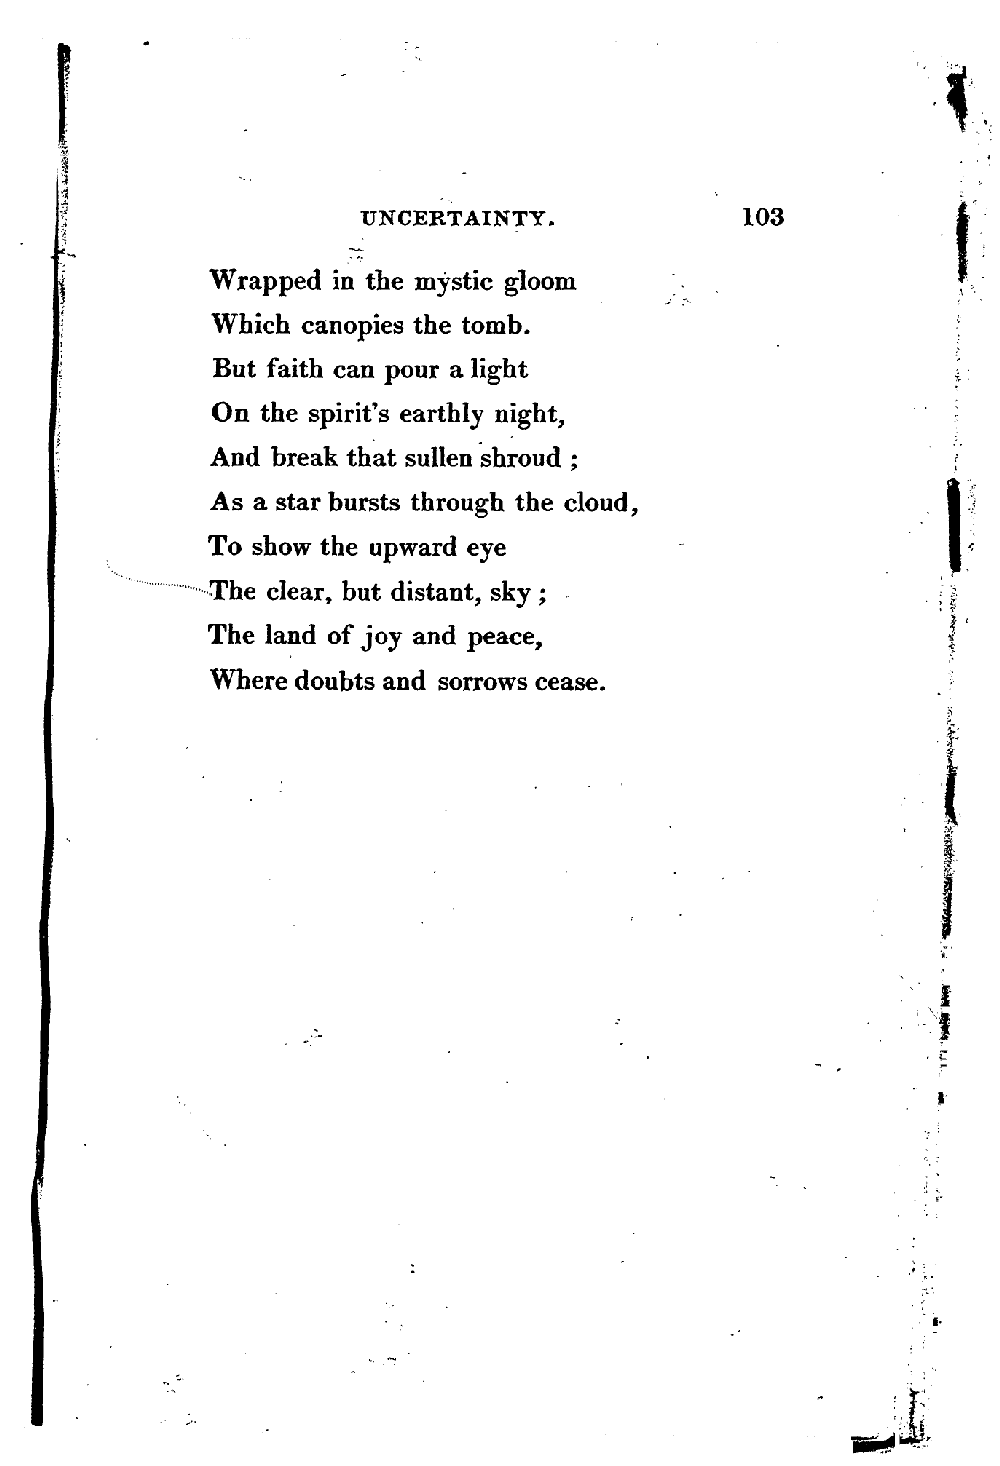 UNCERTAINTY. 103
Wrapped in the mystic gloom
Which canopies the tomb.
But faith can pour a light
On the spirit's earthly night,
And break that sullen shroud ;
As a star bursts through the cloud,
To show the upward eye
The clear, but distant, sky ;
The land of joy and peace,
Where doubts and sorrows cease.